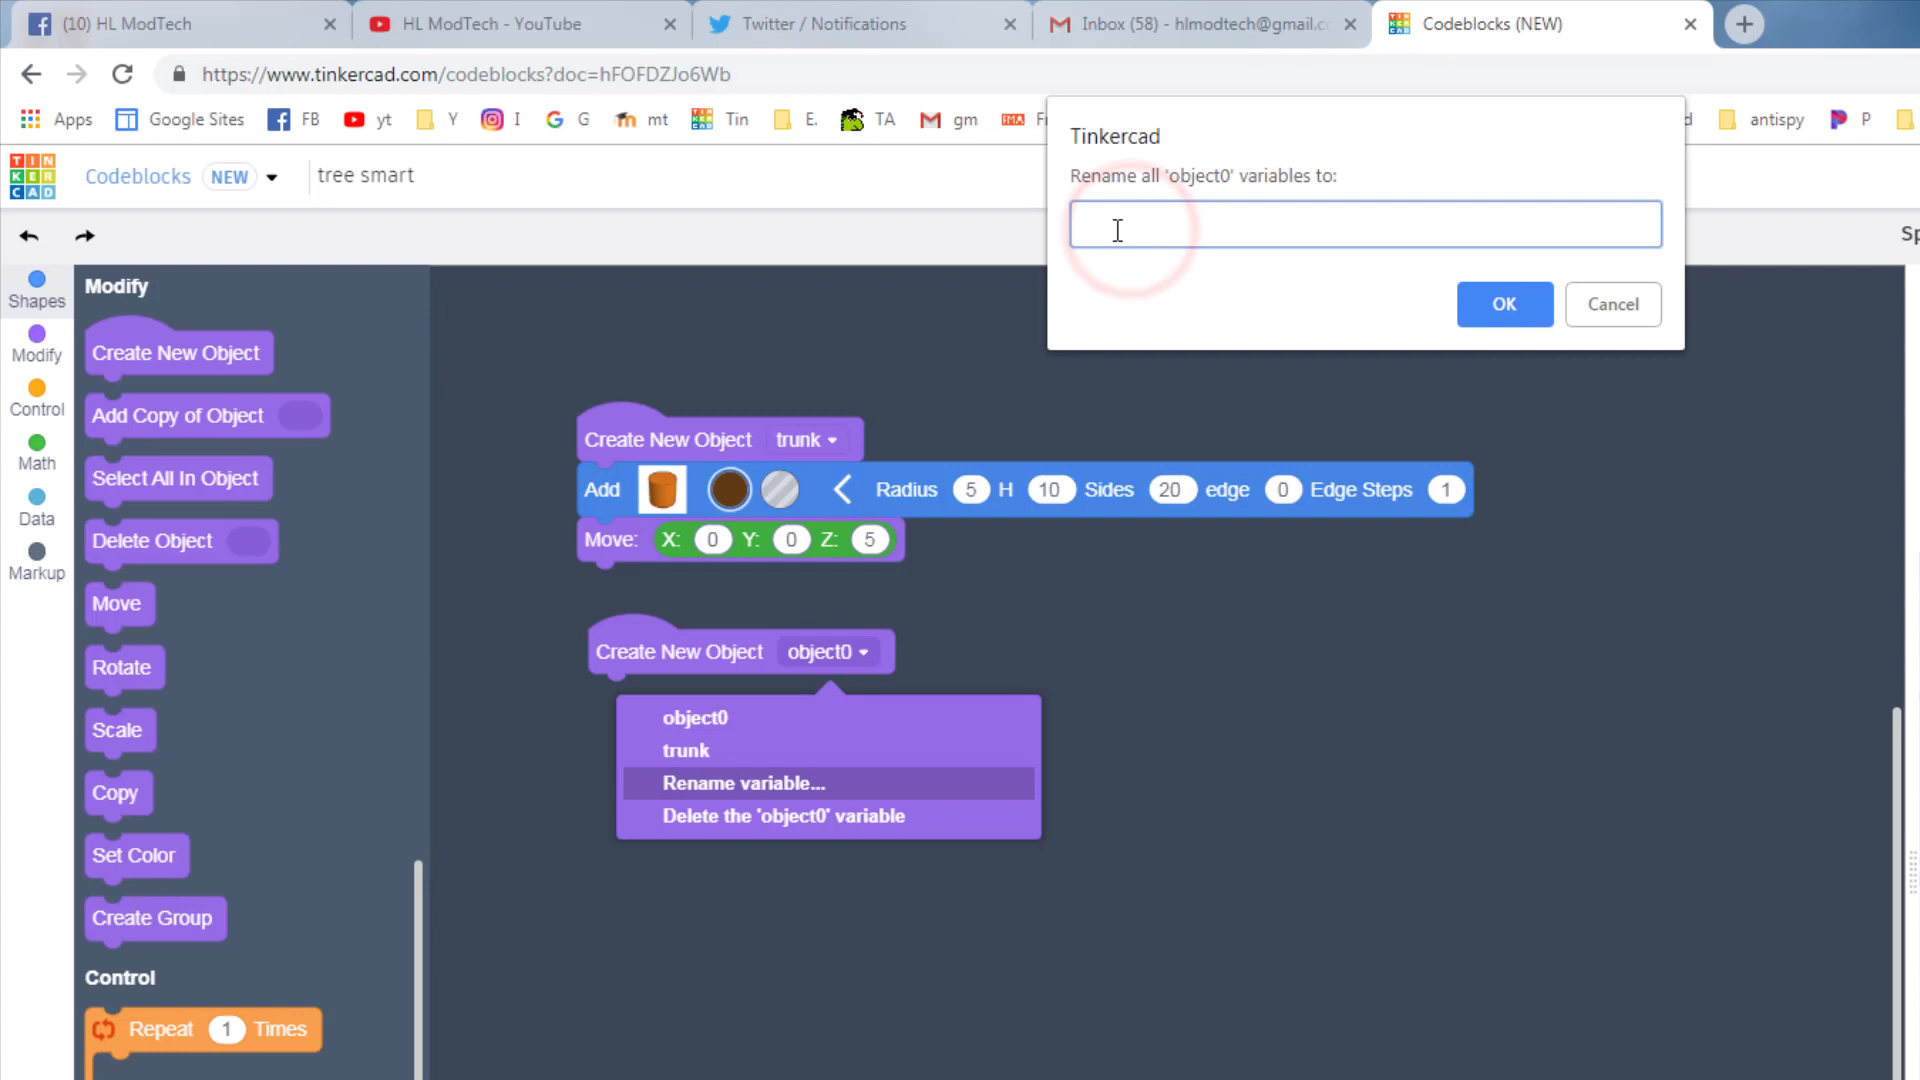 (10) HL ModTech
HL ModTech - YouTube
Twitter / Notifications
Inbox (58) - hlmodtech@gmail.c
Codeblocks (NEW)
https://www.tinkercad.com/codeblocks?doc=hFOFDZJo6Wb
Apps
Google Sites
FB
yt
Y
I
G
mt
Tin
E.
TA
gm
antispy
P
TIN
KER
CAD
Codeblocks
NEW
tree smart
Tinkercad
Rename all 'object0' variables to:
OK
Cancel
Sp
Shapes
Modify
Control
Math
Data
Markup
Modify
Create New Object
Add Copy of Object
Select All In Object
Delete Object
Move
Rotate
Scale
Copy
Set Color
Create Group
Control
Repeat 1 Times
Create New Object trunk
Add Radius 5 H 10 Sides 20 edge 0 Edge Steps 1
Move: X: 0 Y: 0 Z: 5
Create New Object object0
object0
trunk
Rename variable...
Delete the 'object0' variable